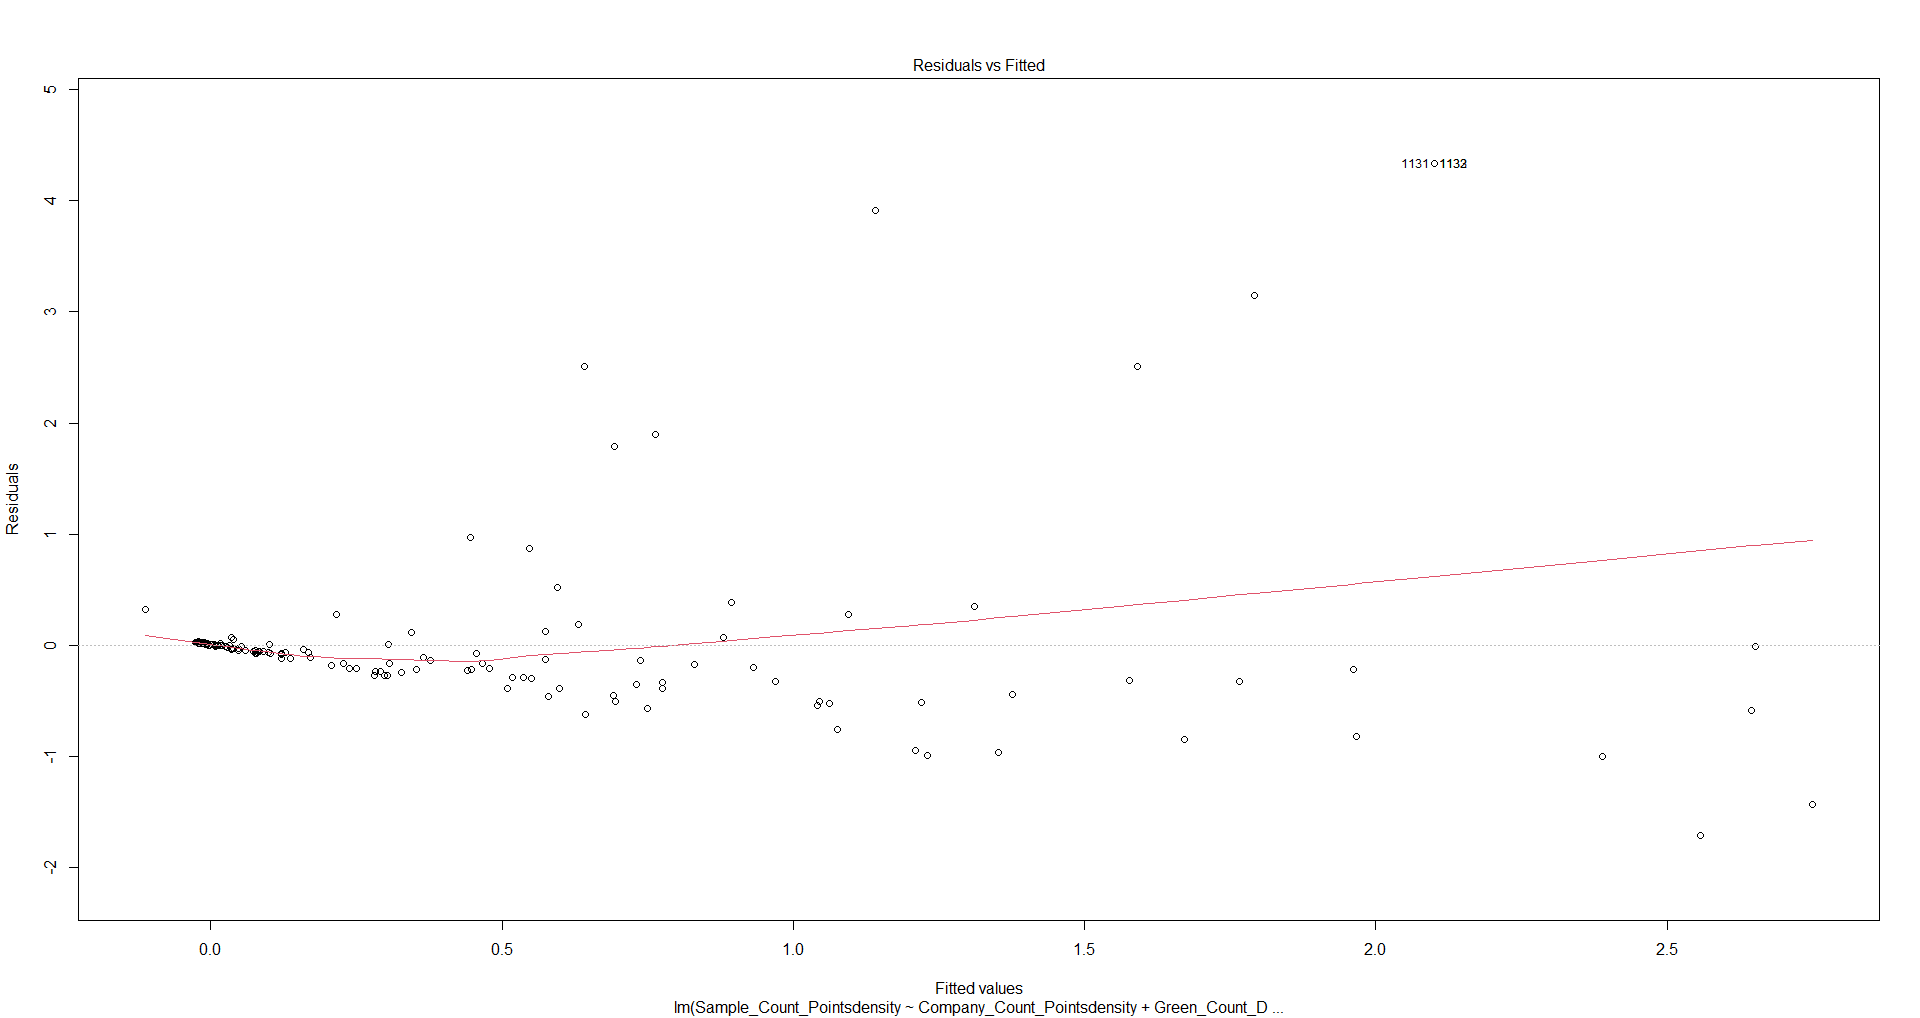 Residuals vs Fitted
5
4
3
2
1
0
-1
-2
Residuals
1131 1132
0.0 0.5 1.0 1.5 2.0 2.5
Fitted values
lm(Sample_Count_Pointsdensity ~ Company_Count_Pointsdensity + Green_Count_D ...